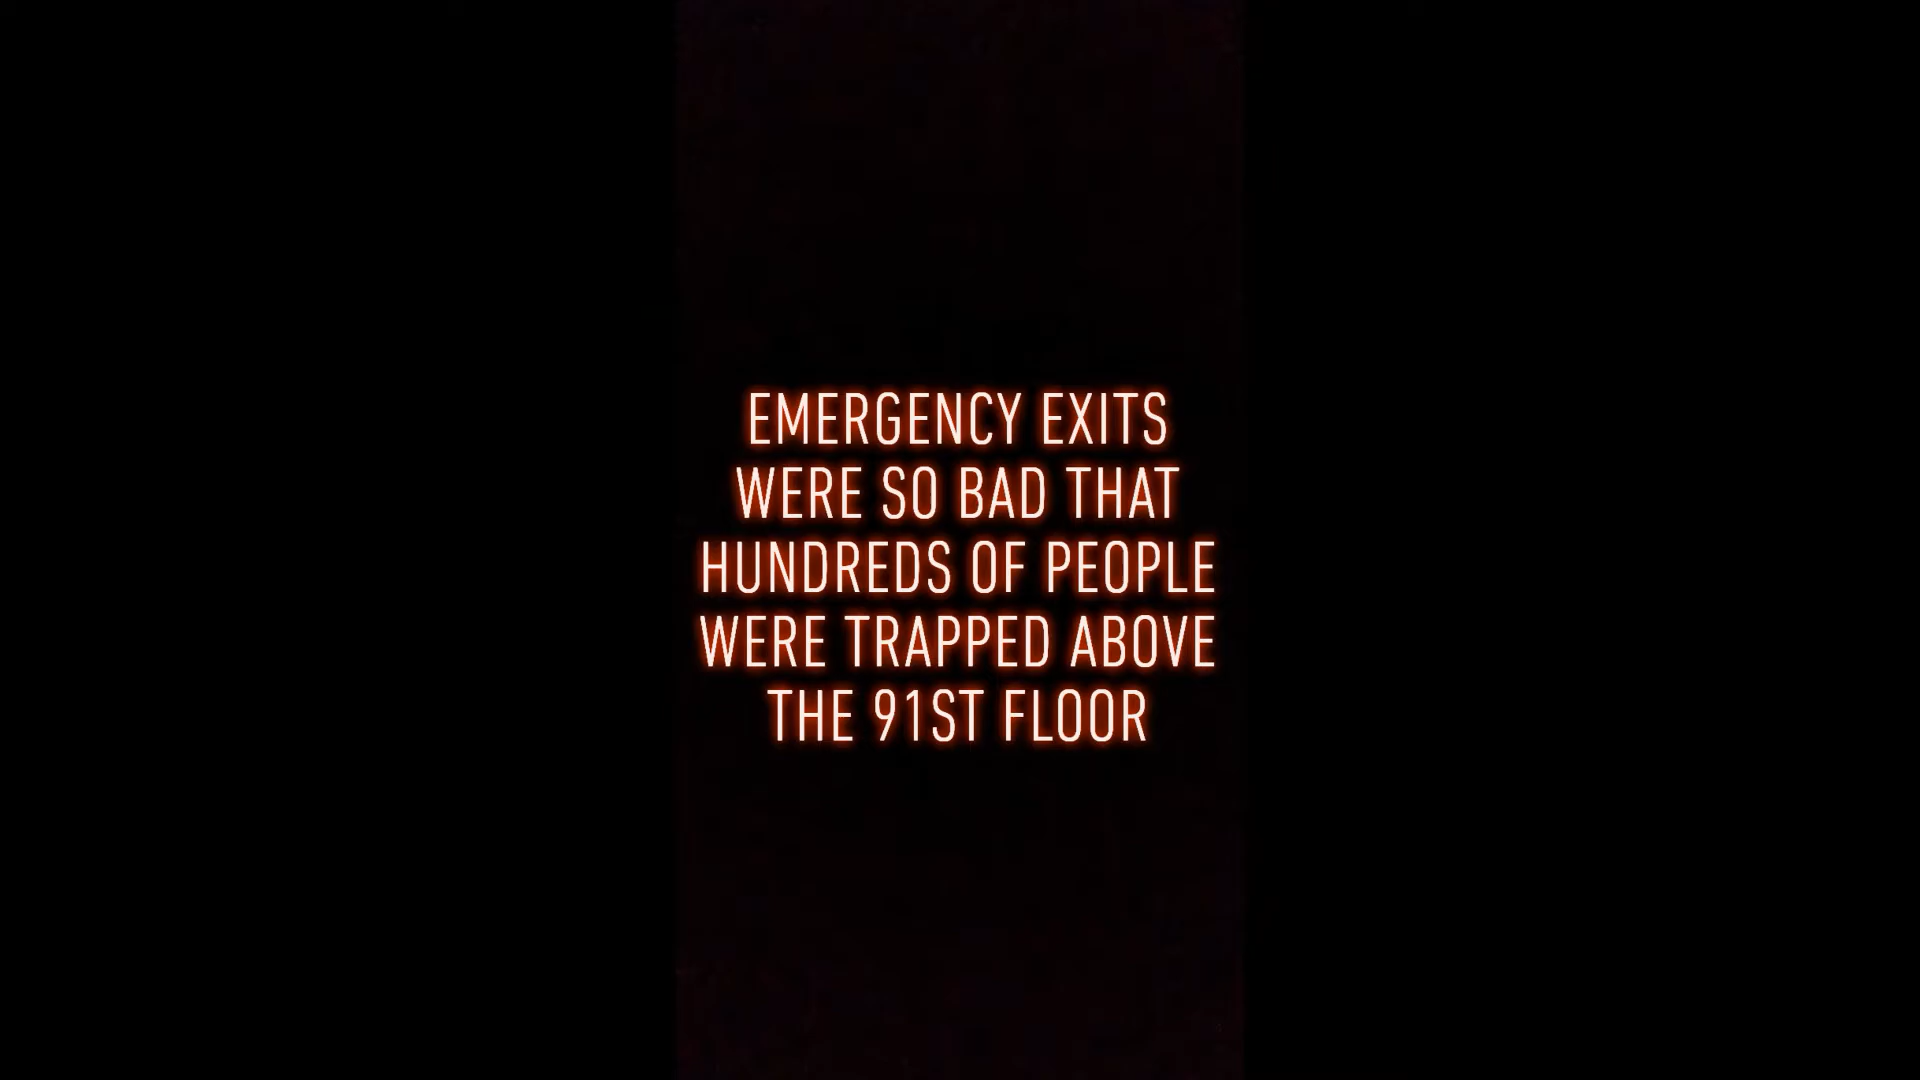 EMERGENCY EXITS
WERE SO BAD THAT
HUNDREDS OF PEOPLE
WERE TRAPPED ABOVE
THE 91ST FLOOR